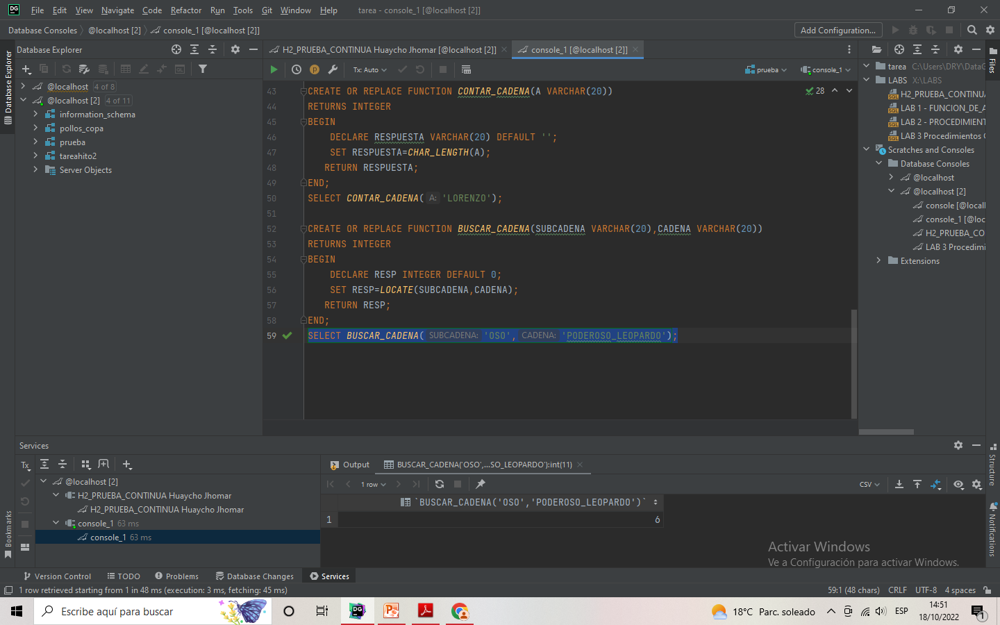 DG File Edit View Navigate Code Refactor Run Tools Git Window Help tarea - console_1 [@localhost [2]]
Database Consoles @localhost [2] console_1 [@localhost [2]] Add Configuration...
Database Explorer
Database Explorer
H2_PRUEBA_CONTINUA Huaycho Jhomar [@localhost [2]]
console_1 [@localhost [2]]
Tx: Auto
prueba
console_1
@localhost 4 of 8
@localhost [2] 4 of 11
information_schema
pollos_copa
prueba
tareahito2
Server Objects
28
43 CREATE OR REPLACE FUNCTION CONTAR_CADENA(A VARCHAR(20))
44 RETURNS INTEGER
45 BEGIN
46 DECLARE RESPUESTA VARCHAR(20) DEFAULT '';
47 SET RESPUESTA=CHAR_LENGTH(A);
48 RETURN RESPUESTA;
49 END;
50 SELECT CONTAR_CADENA( A: 'LORENZO');
51
52 CREATE OR REPLACE FUNCTION BUSCAR_CADENA(SUBCADENA VARCHAR(20),CADENA VARCHAR(20))
53 RETURNS INTEGER
54 BEGIN
55 DECLARE RESP INTEGER DEFAULT 0;
56 SET RESP=LOCATE(SUBCADENA,CADENA);
57 RETURN RESP;
58 END;
59 SELECT BUSCAR_CADENA( SUBCADENA: 'OSO', CADENA: 'PODEROSO_LEOPARDO');
Files
tarea C:\Users\DRY\DataG
LABS X:\LABS
H2_PRUEBA_CONTINUA
LAB 1 - FUNCION_DE_A
LAB 2 - PROCEDIMIENT
LAB 3 Procedimientos
Scratches and Consoles
Database Consoles
@localhost
@localhost [2]
console [@local
console_1 [@loc
H2_PRUEBA_CO
LAB 3 Procedimi
Extensions
Services
Tx
@localhost [2]
H2_PRUEBA_CONTINUA Huaycho Jhomar
H2_PRUEBA_CONTINUA Huaycho Jhomar
console_1 63 ms
console_1 63 ms
Output
BUSCAR_CADENA('OSO',...SO_LEOPARDO'):int(11)
1 row
CSV
`BUSCAR_CADENA('OSO','PODEROSO_LEOPARDO')`
1 6
Activar Windows
Ve a Configuración para activar Windows.
Bookmarks
Structure
Notifications
Version Control TODO Problems Database Changes Services
1 row retrieved starting from 1 in 48 ms (execution: 3 ms, fetching: 45 ms) 59:1 (48 chars) CRLF UTF-8 4 spaces
Escribe aquí para buscar
18°C Parc. soleado
ESP
14:51
18/10/2022
1